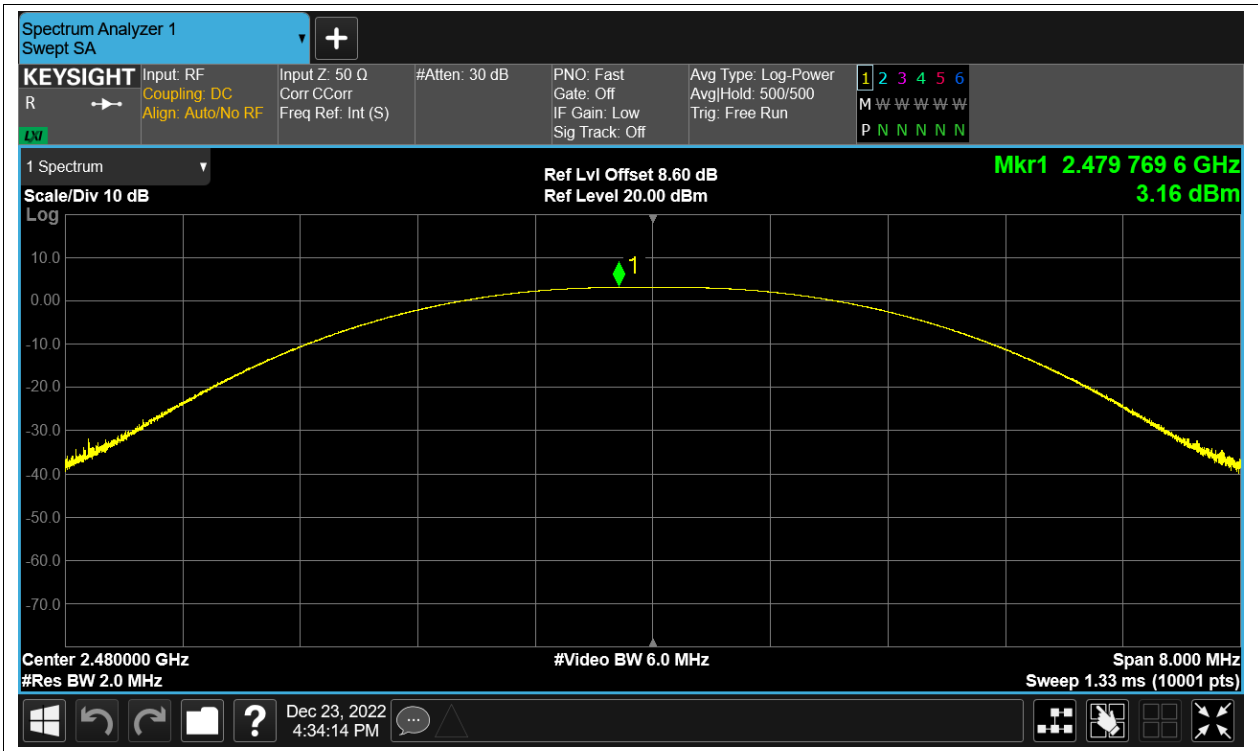 Spectrum Analyzer 1
Swept SA
KEYSIGHT
R
LXI
Input: RF
Coupling: DC
Align: Auto/No RF
Input Z: 50 Ω
Corr CCorr
Freq Ref: Int (S)
#Atten: 30 dB
PNO: Fast
Gate: Off
IF Gain: Low
Sig Track: Off
Avg Type: Log-Power
Avg|Hold: 500/500
Trig: Free Run
1 2 3 4 5 6
M W W W W W
P N N N N N
1 Spectrum
Scale/Div 10 dB
Log
Ref Lvl Offset 8.60 dB
Ref Level 20.00 dBm
Mkr1 2.479 769 6 GHz
3.16 dBm
1
10.0
0.00
-10.0
-20.0
-30.0
-40.0
-50.0
-60.0
-70.0
Center 2.480000 GHz
#Res BW 2.0 MHz
#Video BW 6.0 MHz
Span 8.000 MHz
Sweep 1.33 ms (10001 pts)
?
Dec 23, 2022
4:34:14 PM